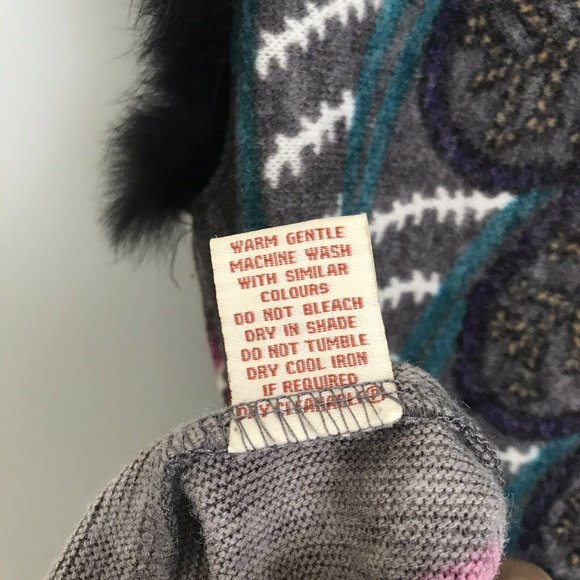 WARM GENTLE
MACHINE WASH
WITH SIMILAR
COLOURS
DO NOT BLEACH
DRY IN SHADE
DO NOT TUMBLE
DRY COOL IRON
IF REQUIRED
DRYCLEANABLE Ⓟ